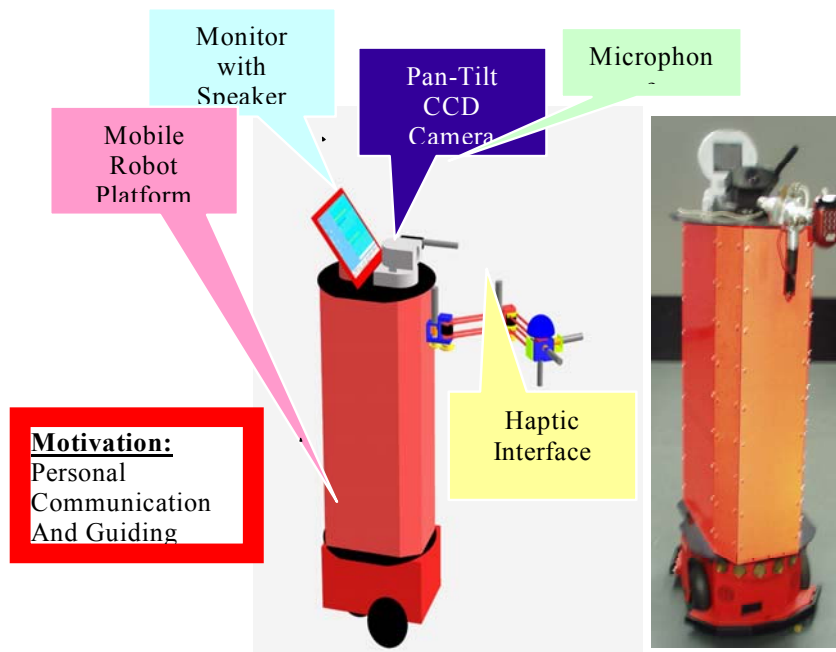 Monitor
with
Speaker
Pan-Tilt
CCD
Camera
Microphon
Mobile
Robot
Platform
Haptic
Interface
Motivation:
Personal
Communication
And Guiding